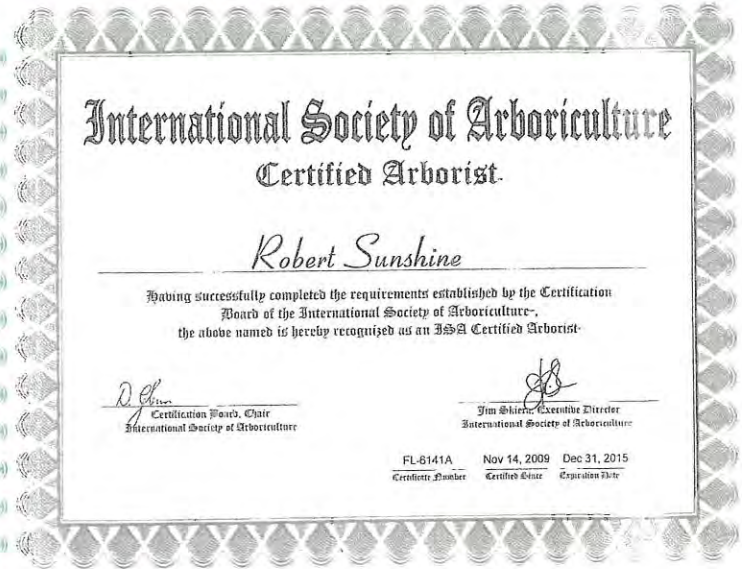 International Society of Arboriculture
Certified Arborist
Robert Sunshine
Having successfully completed the requirements established by the Certification
Board of the International Society of Arboriculture,
the above named is hereby recognized as an ISA Certified Arborist
Certification Board, Chair
International Society of Arboriculture
Jim Skiera, Executive Director
International Society of Arboriculture
FL-6141A Nov 14, 2009 Dec 31, 2015
Certificate Number Certified Since Expiration Date